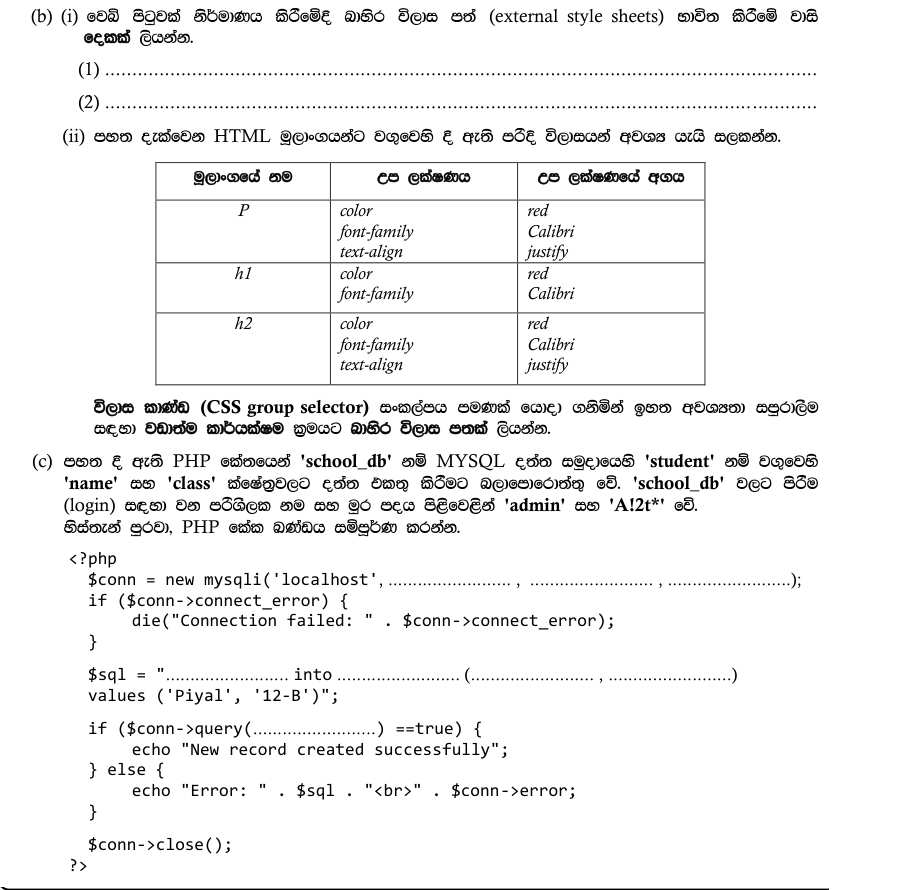 (b) (i) වෙබ් පිටුවක් නිර්මාණය කිරීමේදී බාහිර විලාස පත් (external style sheets) භාවිත කිරීමේ වාසි
දෙකක් ලියන්න.
(1) ....................................................................................................
(2) ....................................................................................................
(ii) පහත දැක්වෙන HTML මූලාංගයන්ට වගුවෙහි දී ඇති පරිදි විලාසයන් අවශ්‍ය යැයි සලකන්න.
මූලාංගයේ නම උප ලක්ෂණය උප ලක්ෂණයේ අගය
P color red
font-family Calibri
text-align justify
h1 color red
font-family Calibri
h2 color red
font-family Calibri
text-align justify
විලාස කාණ්ඩ (CSS group selector) සංකල්පය පමණක් යොදා ගනිමින් ඉහත අවශ්‍යතා සපුරාලීම
සඳහා වඩාත්ම කාර්යක්ෂම ක්‍රමයට බාහිර විලාස පතක් ලියන්න.
(c) පහත දී ඇති PHP කේතයෙන් 'school_db' නම් MYSQL දත්ත සමුදායෙහි 'student' නම් වගුවෙහි
'name' සහ 'class' ක්ෂේත්‍රවලට දත්ත එකතු කිරීමට බලාපොරොත්තු වේ. 'school_db' වලට පිරීම
(login) සඳහා වන පරිශීලක නම සහ මුර පදය පිළිවෙළින් 'admin' සහ 'A!2t*' වේ.
හිස්තැන් පුරවා, PHP කේක ඛණ්ඩය සම්පූර්ණ කරන්න.
<?php
$conn = new mysqli('localhost', ......................... , ......................... , .........................);
if ($conn->connect_error) {
die("Connection failed: " . $conn->connect_error);
}
$sql = "......................... into ......................... (......................... , .........................)
values ('Piyal', '12-B')";
if ($conn->query(.........................) ==true) {
echo "New record created successfully";
} else {
echo "Error: " . $sql . "<br>" . $conn->error;
}
$conn->close();
?>